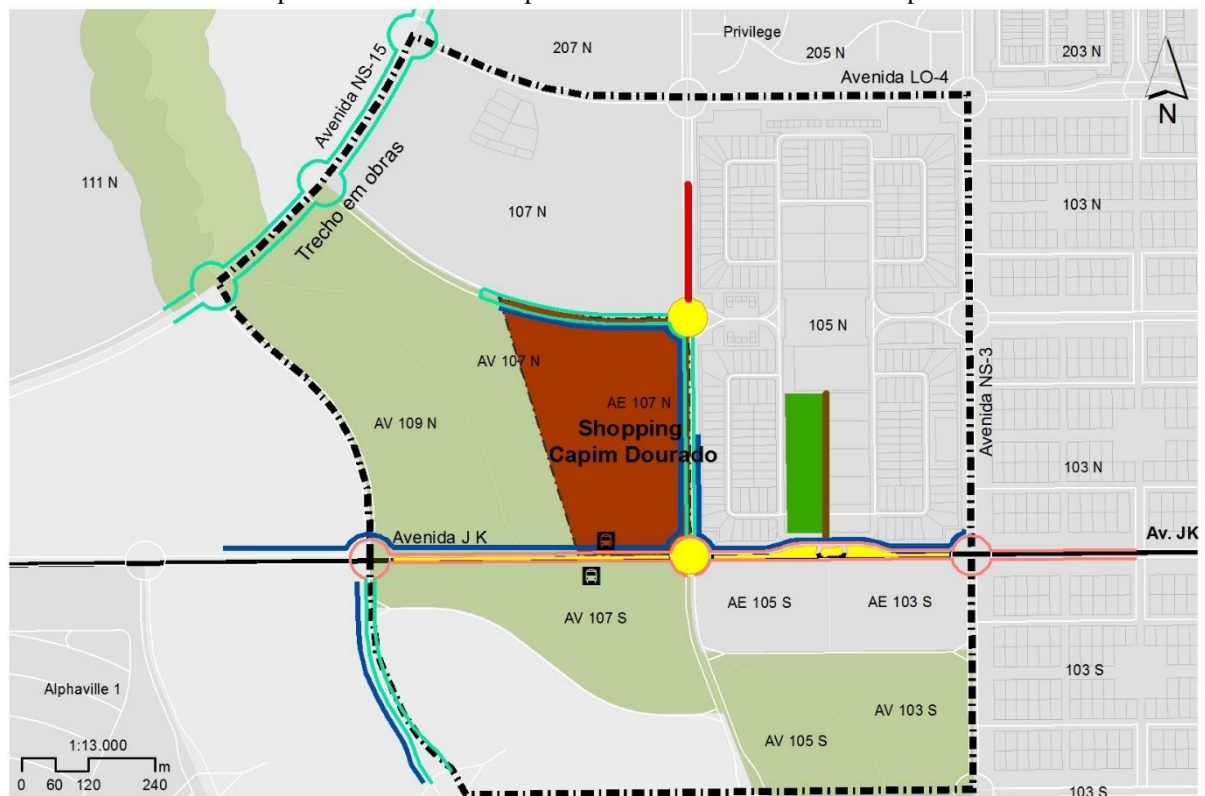 207 N
Privilege
205 N
203 N
Avenida LO-4
N
Avenida NS-15
111 N
Trecho em obras
107 N
103 N
105 N
Avenida NS-3
AV 107 N
AE 107 N
AV 109 N
Shopping
Capim Dourado
103 N
Avenida J K
Av. JK
AV 107 S
AE 105 S
AE 103 S
103 S
Alphaville 1
AV 103 S
AV 105 S
1:13.000
m
0 60 120 240
103 S